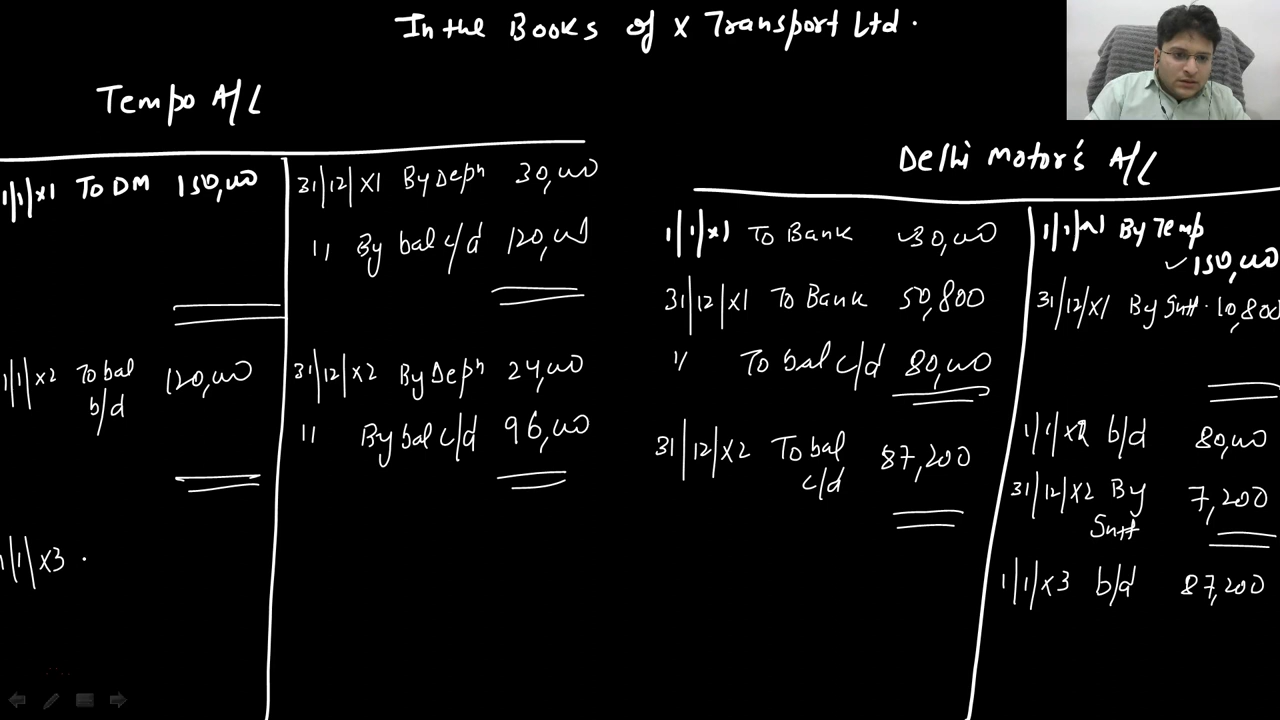 In the Books of X Transport Ltd.
Tempo A/L
1/1/x1 To DM 150,000
31/12/x1 By Depn 30,000
11 By bal c/d 120,000
1/1/x2 To bal b/d 120,000
31/12/x2 By Depn 24,000
11 By bal c/d 96,000
1/1/x3
Delhi Motor's A/L
1/1/x1 To Bank 30,000
31/12/x1 To Bank 50,800
11 To bal c/d 80,000
31/12/x2 To bal c/d 87,200
1/1/x1 By Temp 150,000
31/12/x1 By Intt. 10,800
1/1/x2 b/d 80,000
31/12/x2 By Intt 7,200
1/1/x3 b/d 87,200